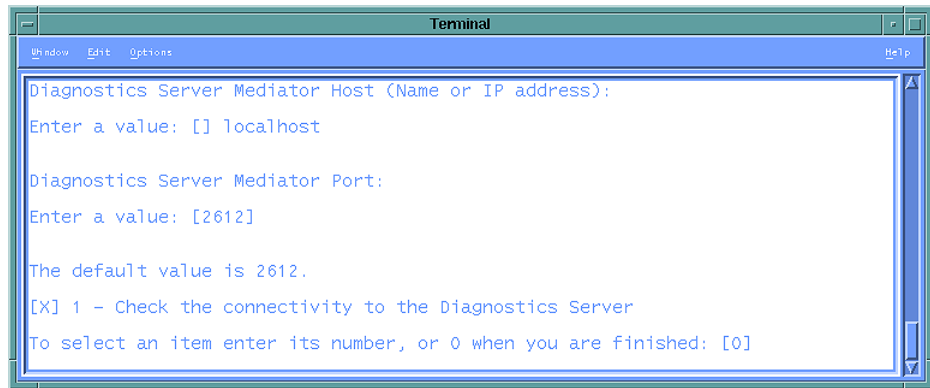 Terminal
Window Edit Options Help
Diagnostics Server Mediator Host (Name or IP address):
Enter a value: [] localhost
Diagnostics Server Mediator Port:
Enter a value: [2612]
The default value is 2612.
[X] 1 – Check the connectivity to the Diagnostics Server
To select an item enter its number, or 0 when you are finished: [0]